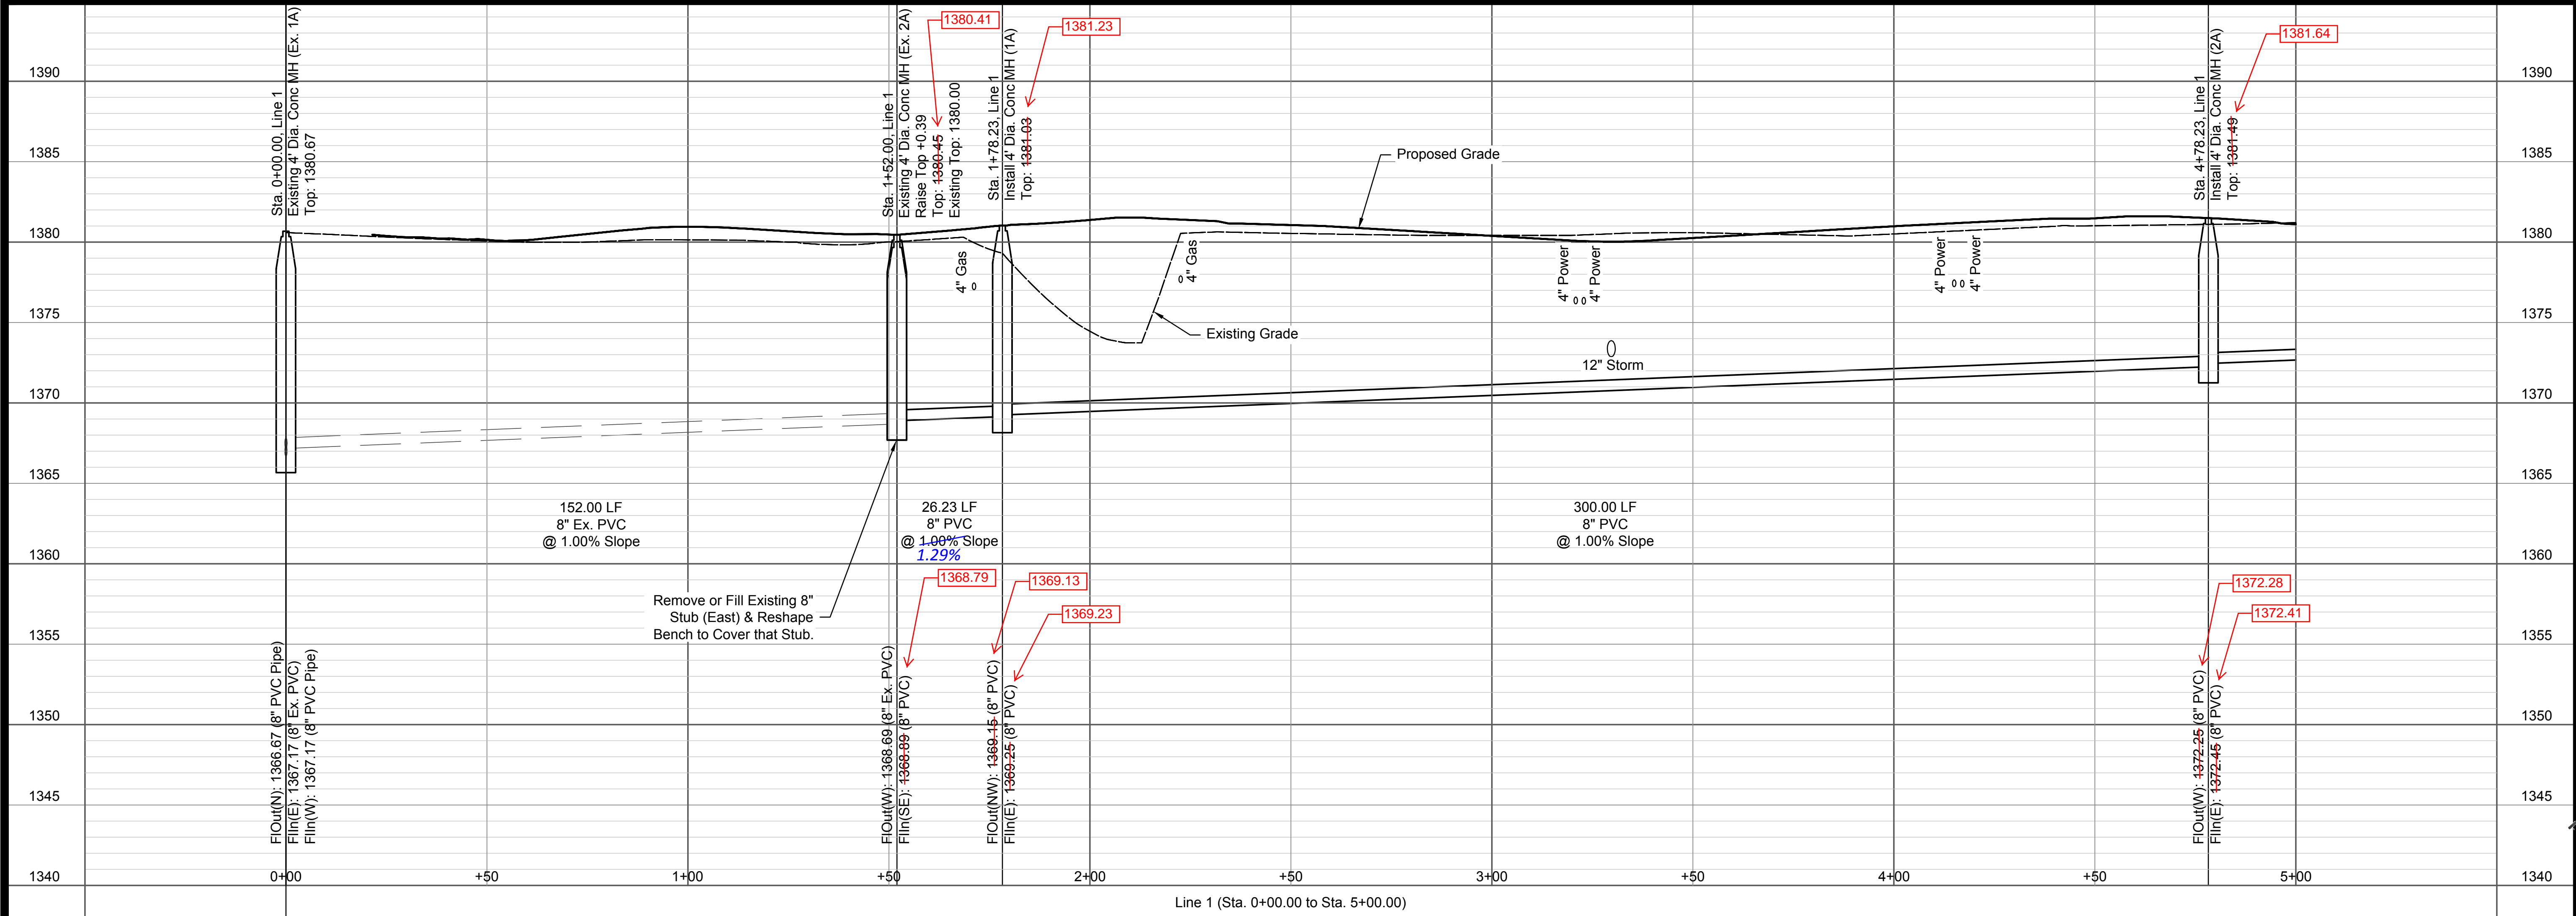 1380.41
1381.23
1381.64
1390
1385
1380
1375
1370
1365
1360
1355
1350
1345
1340
1390
1385
1380
1375
1370
1365
1360
1355
1350
1345
1340
Sta. 0+00.00, Line 1
Existing 4' Dia. Conc MH (Ex. 1A)
Top: 1380.67
Sta. 1+52.00, Line 1
Existing 4' Dia. Conc MH (Ex. 2A)
Raise Top +0.39
Top: 1380.45
Existing Top: 1380.00
Sta. 1+78.23, Line 1
Install 4' Dia. Conc MH (1A)
Top: 1381.03
Sta. 4+78.23, Line 1
Install 4' Dia. Conc MH (2A)
Top: 1381.49
Proposed Grade
Existing Grade
4" Gas
4" Gas
4" Power
4" Power
4" Power
4" Power
12" Storm
152.00 LF
8" Ex. PVC
@ 1.00% Slope
26.23 LF
8" PVC
@ 1.00% Slope
1.29%
300.00 LF
8" PVC
@ 1.00% Slope
Remove or Fill Existing 8"
Stub (East) & Reshape
Bench to Cover that Stub.
1368.79
1369.13
1369.23
1372.28
1372.41
FlOut(N): 1366.67 (8" PVC Pipe)
FlIn(E): 1367.17 (8" Ex. PVC)
FlIn(W): 1367.17 (8" PVC Pipe)
FlOut(W): 1368.69 (8" Ex. PVC)
FlIn(SE): 1368.89 (8" PVC)
FlOut(NW): 1369.15 (8" PVC)
FlIn(E): 1369.25 (8" PVC)
FlOut(W): 1372.25 (8" PVC)
FlIn(E): 1372.45 (8" PVC)
0+00
+50
1+00
+50
2+00
+50
3+00
+50
4+00
+50
5+00
Line 1 (Sta. 0+00.00 to Sta. 5+00.00)